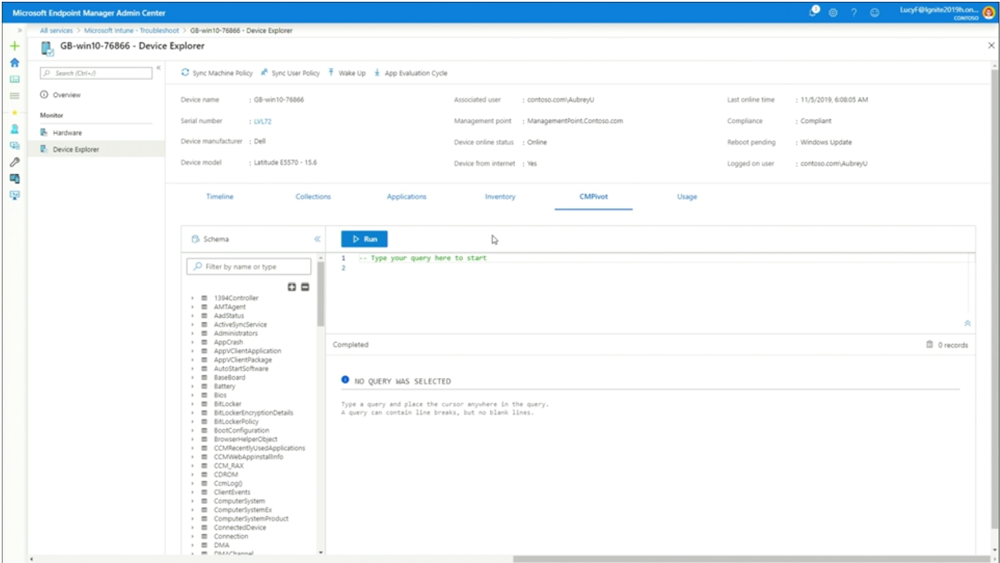 Microsoft Endpoint Manager Admin Center
LucyF@Ignite2019h.on...
CONTOSO
All services > Microsoft Intune - Troubleshoot > GB-win10-76866 - Device Explorer
GB-win10-76866 - Device Explorer
Search (Ctrl+/)
Overview
Monitor
Hardware
Device Explorer
Sync Machine Policy Sync User Policy Wake Up App Evaluation Cycle
Device name : GB-win10-76866 Associated user : contoso.com\AubreyU Last online time : 11/5/2019, 6:08:05 AM
Serial number : LVL72 Management point : ManagementPoint.Contoso.com Compliance : Compliant
Device manufacturer : Dell Device online status : Online Reboot pending : Windows Update
Device model : Latitude E5570 - 15.6 Device from internet : Yes Logged on user : contoso.com\AubreyU
Timeline Collections Applications Inventory CMPivot Usage
Schema
Filter by name or type
1394Controller
AMTAgent
AadStatus
ActiveSyncService
Administrators
AppCrash
AppVClientApplication
AppVClientPackage
AutoStartSoftware
BaseBoard
Battery
Bios
BitLocker
BitLockerEncryptionDetails
BitLockerPolicy
BootConfiguration
BrowserHelperObject
CCMRecentlyUsedApplications
CCMWebAppInstallInfo
CCM_RAX
CDROM
CcmLog()
ClientEvents
ComputerSystem
ComputerSystemEx
ComputerSystemProduct
ConnectedDevice
Connection
DMA
DMAChannel
Run
1 -- Type your query here to start
2
Completed 0 records
NO QUERY WAS SELECTED
Type a query and place the cursor anywhere in the query.
A query can contain line breaks, but no blank lines.